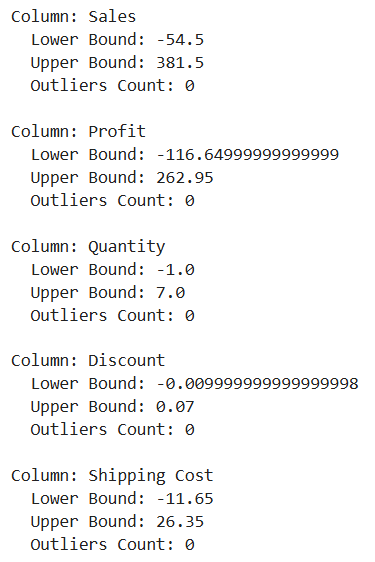 Column: Sales
  Lower Bound: -54.5
  Upper Bound: 381.5
  Outliers Count: 0

Column: Profit
  Lower Bound: -116.64999999999999
  Upper Bound: 262.95
  Outliers Count: 0

Column: Quantity
  Lower Bound: -1.0
  Upper Bound: 7.0
  Outliers Count: 0

Column: Discount
  Lower Bound: -0.009999999999999998
  Upper Bound: 0.07
  Outliers Count: 0

Column: Shipping Cost
  Lower Bound: -11.65
  Upper Bound: 26.35
  Outliers Count: 0